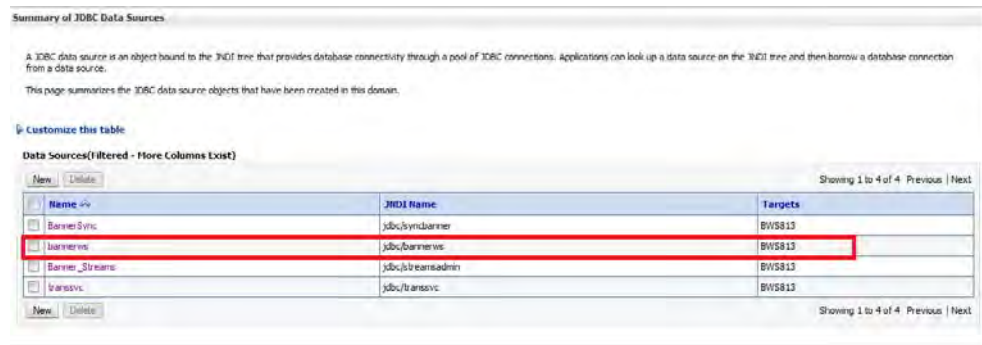 Summary of JDBC Data Sources
A JDBC data source is an object bound to the JNDI tree that provides database connectivity through a pool of JDBC connections. Applications can look up a data source on the JNDI tree and then borrow a database connection
from a data source.
This page summarizes the JDBC data source objects that have been created in this domain.
Customize this table
Data Sources(Filtered - More Columns Exist)
New Delete Showing 1 to 4 of 4 Previous | Next
Name JNDI Name Targets
BannerSync jdbc/syncbanner BWS813
bannerws jdbc/bannerws BWS813
Banner_Streams jdbc/streamsadmin BWS813
transsvc jdbc/transsvc BWS813
New Delete Showing 1 to 4 of 4 Previous | Next